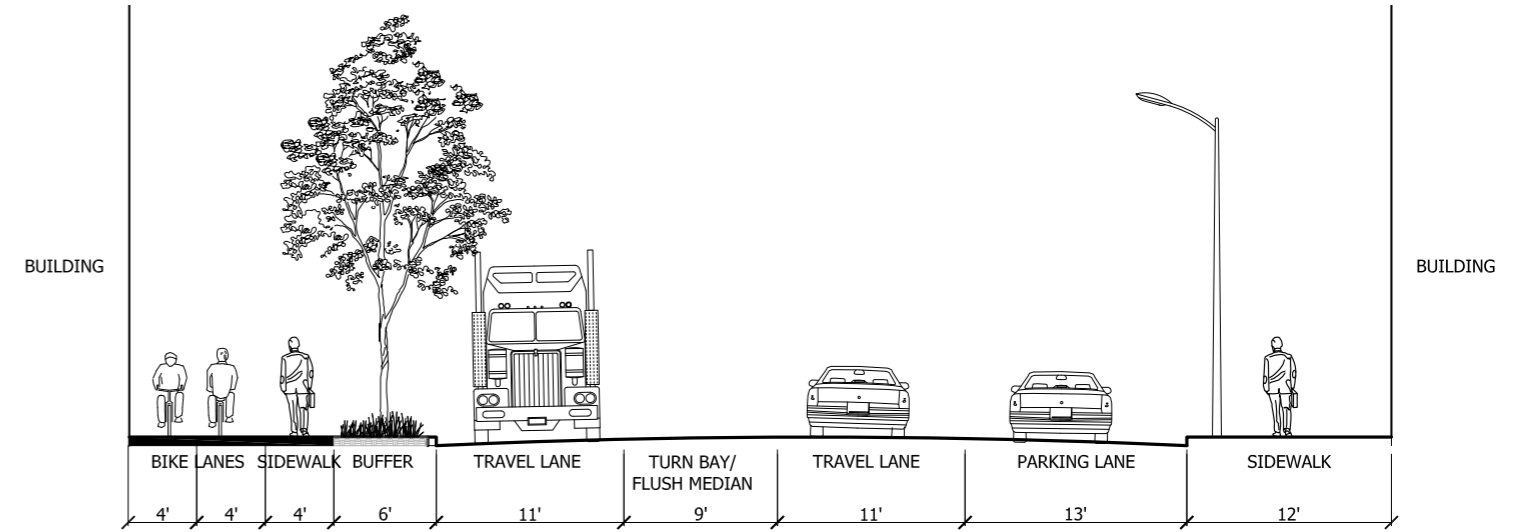 BUILDING
BUILDING
BIKE LANES SIDEWALK BUFFER TRAVEL LANE TURN BAY/ TRAVEL LANE PARKING LANE SIDEWALK
FLUSH MEDIAN
4' 4' 4' 6' 11' 9' 11' 13' 12'